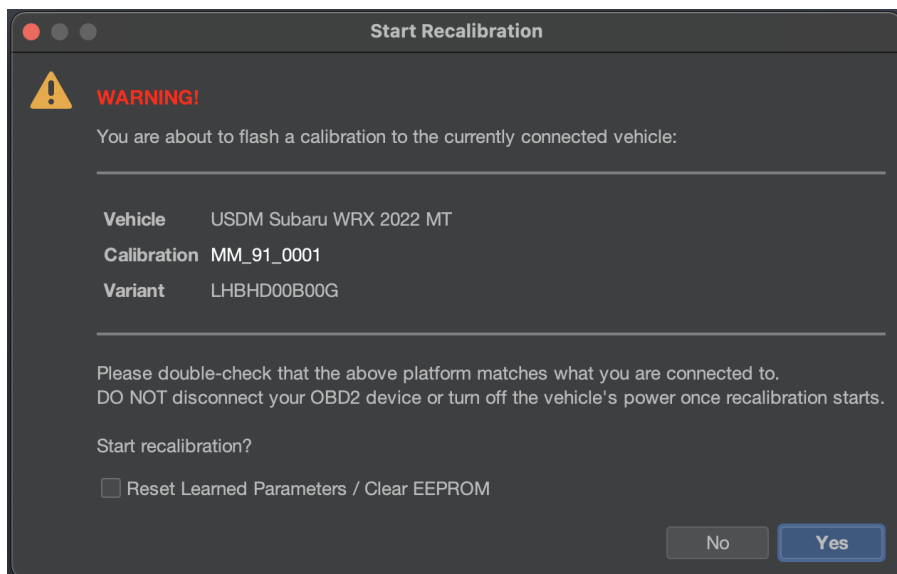 Start Recalibration
WARNING!
You are about to flash a calibration to the currently connected vehicle:
Vehicle USDM Subaru WRX 2022 MT
Calibration MM_91_0001
Variant LHBHD00B00G
Please double-check that the above platform matches what you are connected to.
DO NOT disconnect your OBD2 device or turn off the vehicle's power once recalibration starts.
Start recalibration?
Reset Learned Parameters / Clear EEPROM
No Yes